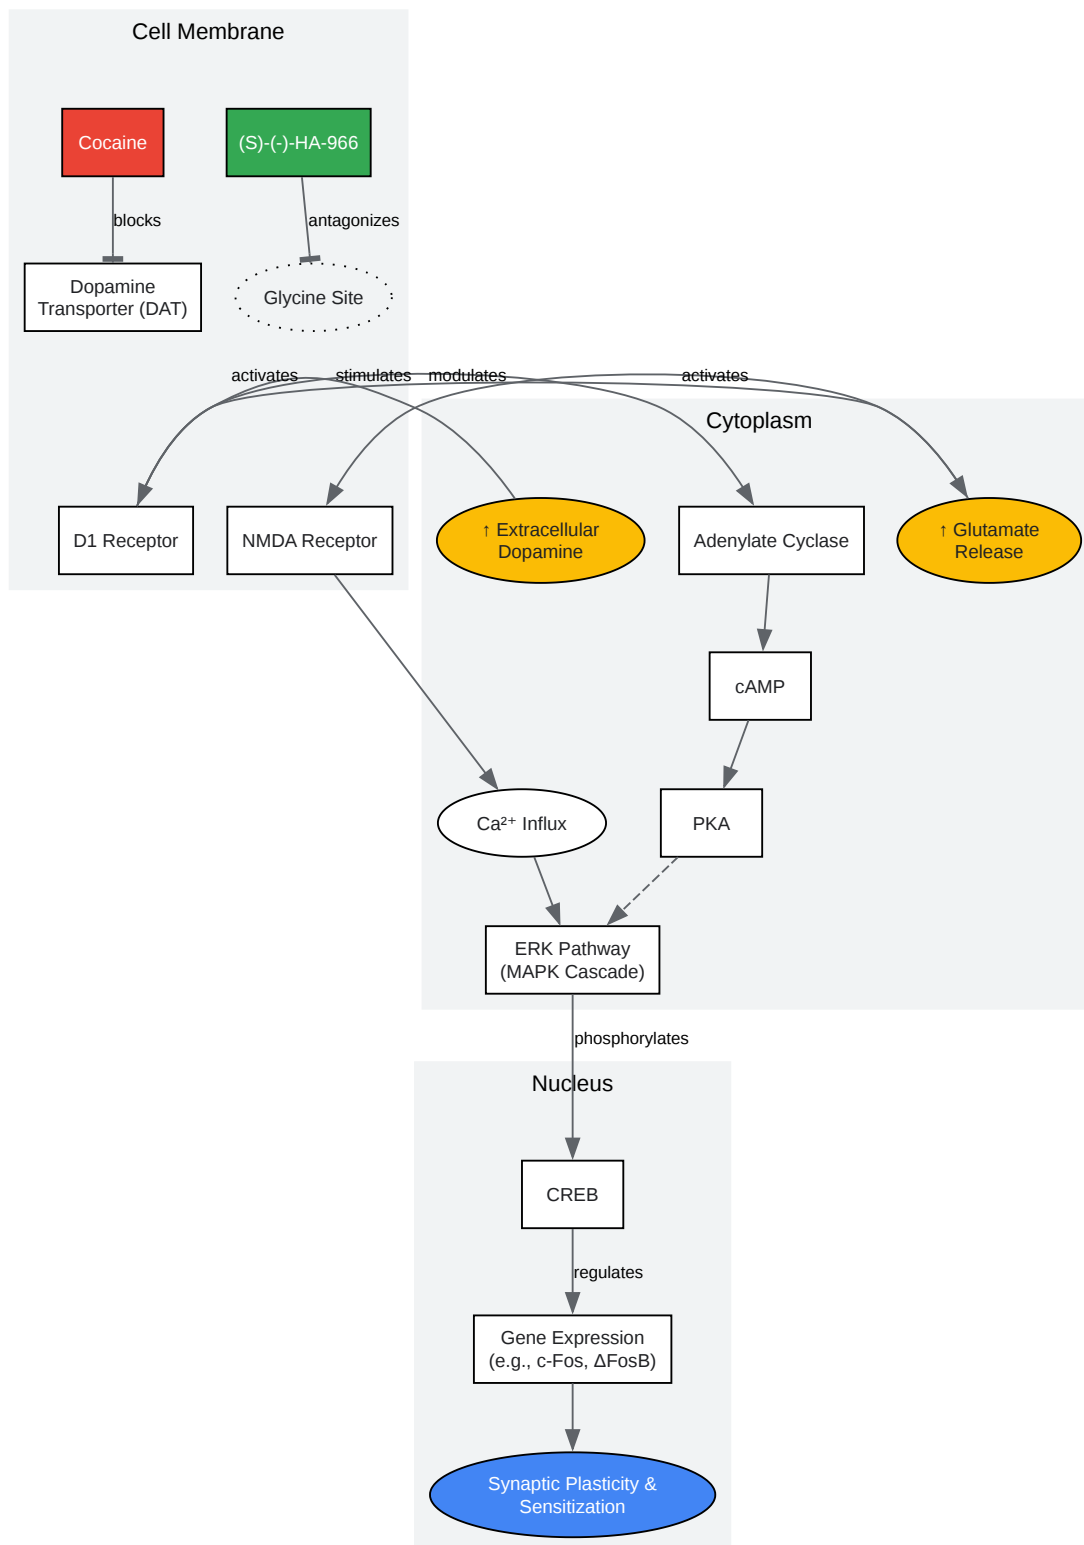 Cell Membrane
Cocaine
(S)-(-)-HA-966
blocks
antagonizes
Dopamine
Transporter (DAT)
Glycine Site
activates
stimulates
modulates
activates
Cytoplasm
D1 Receptor
NMDA Receptor
↑ Extracellular
Dopamine
Adenylate Cyclase
↑ Glutamate
Release
cAMP
Ca²⁺ Influx
PKA
ERK Pathway
(MAPK Cascade)
phosphorylates
Nucleus
CREB
regulates
Gene Expression
(e.g., c-Fos, ΔFosB)
Synaptic Plasticity &
Sensitization